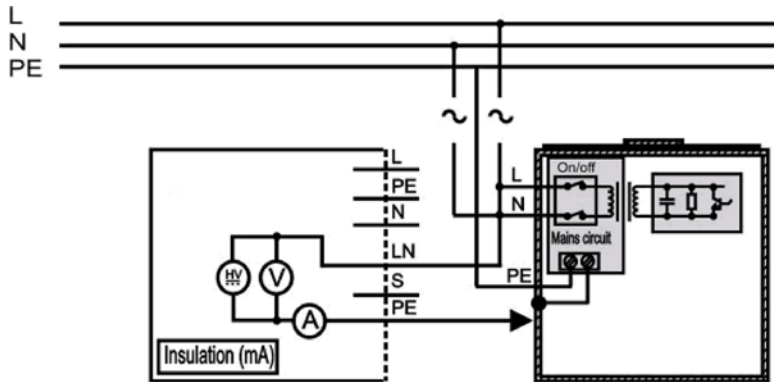 L
N
PE
L
PE
N
LN
S
PE
HV
V
A
Insulation (mA)
On/off
L
N
Mains circuit
PE